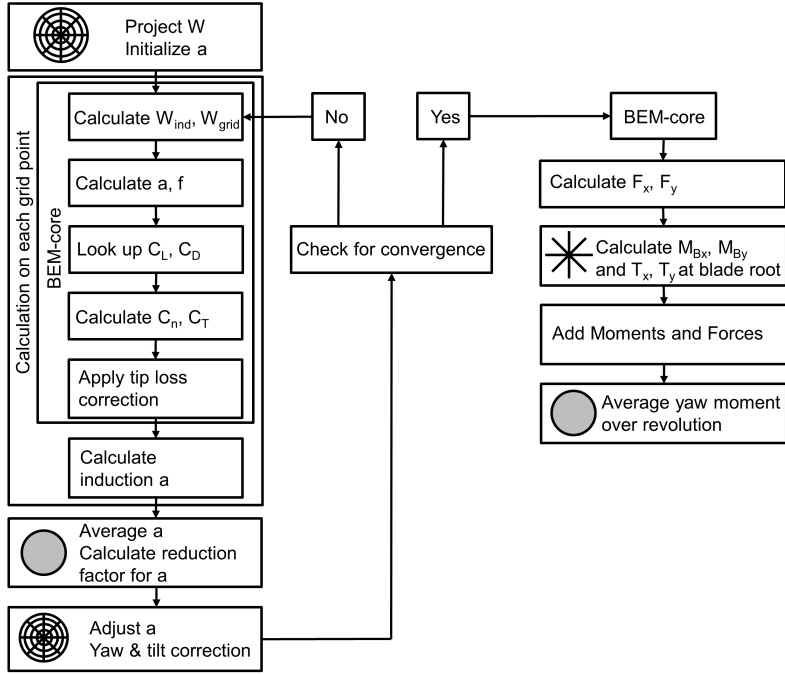 Project W
Initialize a
Calculation on each grid point
BEM-core
Calculate W_ind, W_grid
Calculate a, f
Look up C_L, C_D
Calculate C_n, C_T
Apply tip loss
correction
Calculate
induction a
Average a
Calculate reduction
factor for a
Adjust a
Yaw & tilt correction
No
Yes
Check for convergence
BEM-core
Calculate F_x, F_y
Calculate M_Bx, M_By
and T_x, T_y at blade root
Add Moments and Forces
Average yaw moment
over revolution